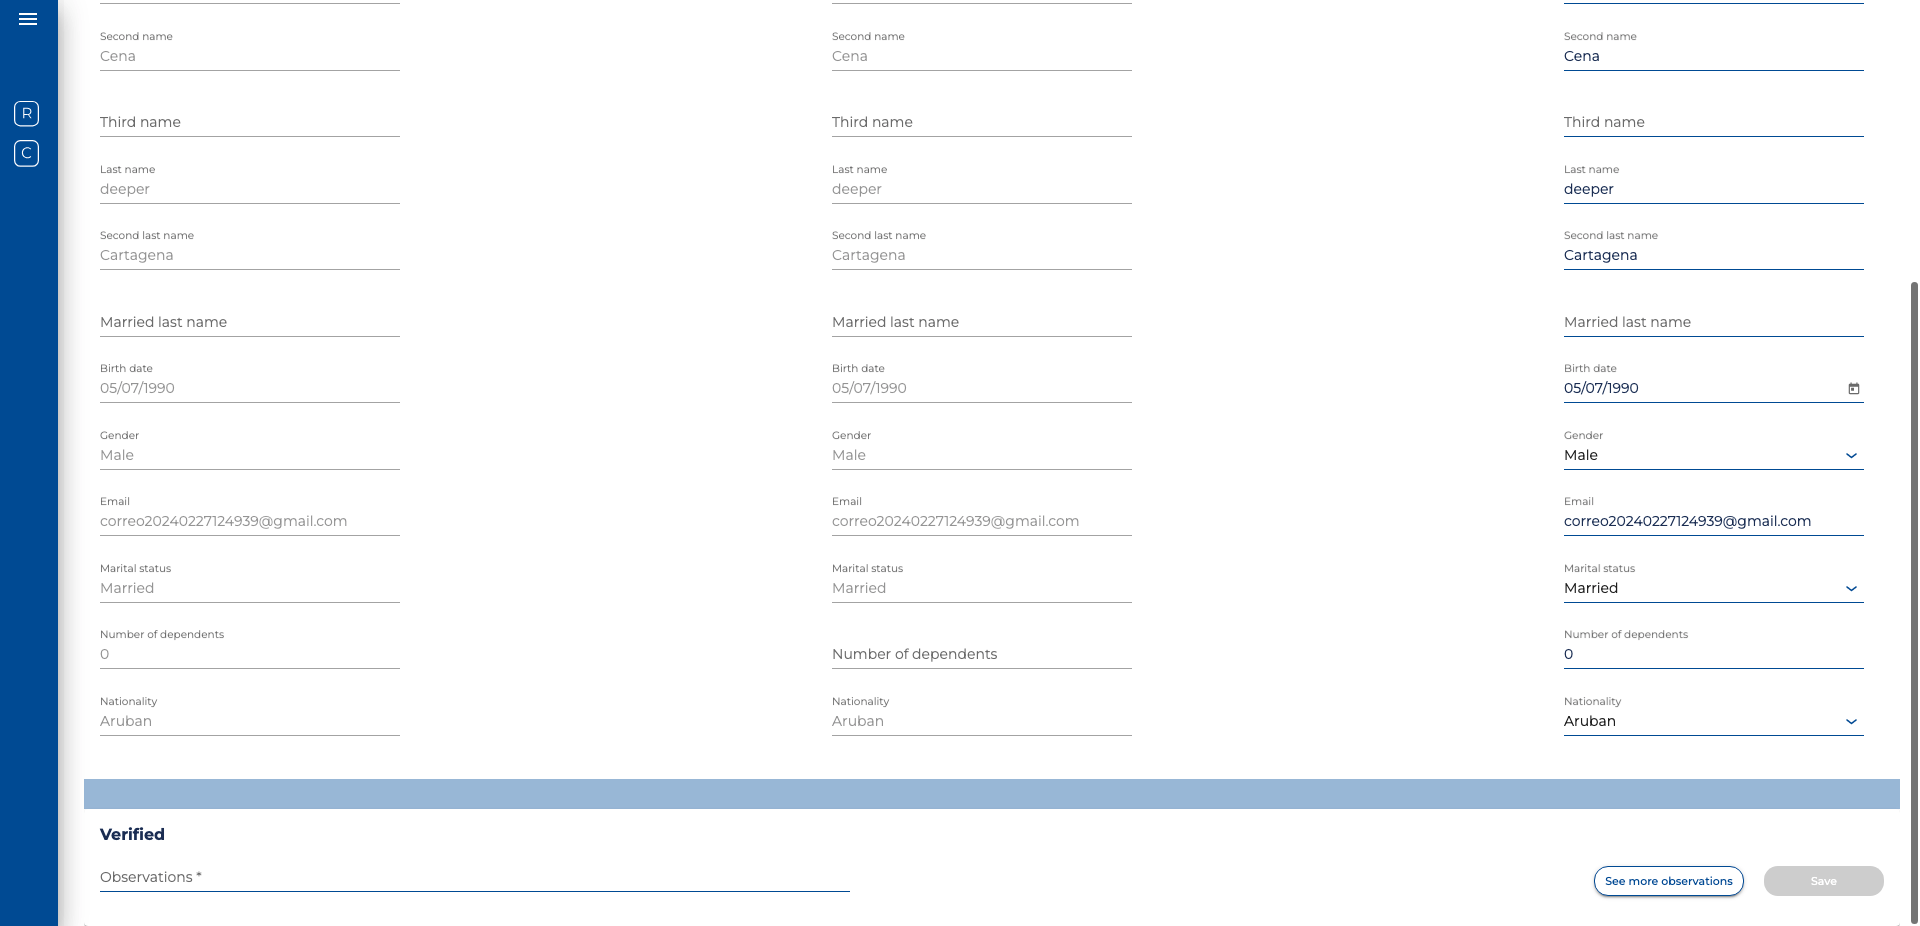 R
C
Second name Second name Second name
Cena Cena Cena
Third name Third name Third name
Last name Last name Last name
deeper deeper deeper
Second last name Second last name Second last name
Cartagena Cartagena Cartagena
Married last name Married last name Married last name
Birth date Birth date Birth date
05/07/1990 05/07/1990 05/07/1990
Gender Gender Gender
Male Male Male
Email Email Email
correo20240227124939@gmail.com correo20240227124939@gmail.com correo20240227124939@gmail.com
Marital status Marital status Marital status
Married Married Married
Number of dependents Number of dependents
0 Number of dependents 0
Nationality Nationality Nationality
Aruban Aruban Aruban
Verified
Observations * See more observations Save